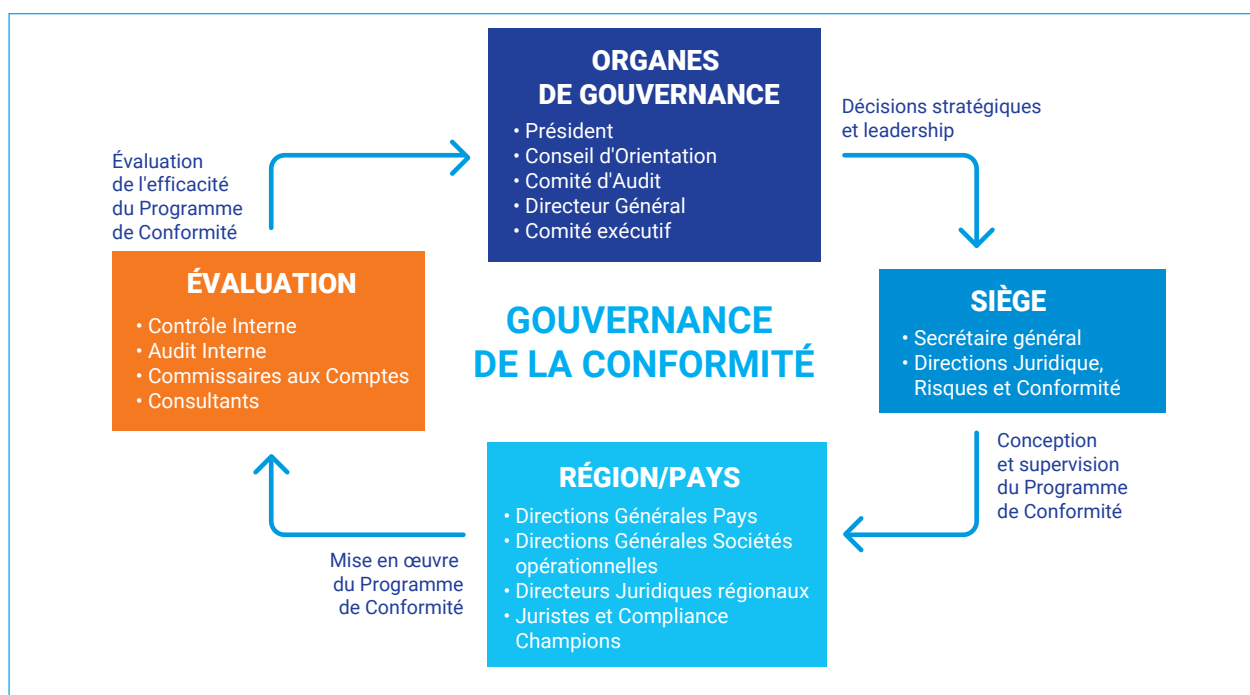 ORGANES
DE GOUVERNANCE
• Président
• Conseil d'Orientation
• Comité d'Audit
• Directeur Général
• Comité exécutif
Décisions stratégiques
et leadership
SIÈGE
• Secrétaire général
• Directions Juridique,
Risques et Conformité
Conception
et supervision
du Programme
de Conformité
RÉGION/PAYS
• Directions Générales Pays
• Directions Générales Sociétés
opérationnelles
• Directeurs Juridiques régionaux
• Juristes et Compliance
Champions
Mise en œuvre
du Programme
de Conformité
ÉVALUATION
• Contrôle Interne
• Audit Interne
• Commissaires aux Comptes
• Consultants
Évaluation
de l'efficacité
du Programme
de Conformité
GOUVERNANCE
DE LA CONFORMITÉ